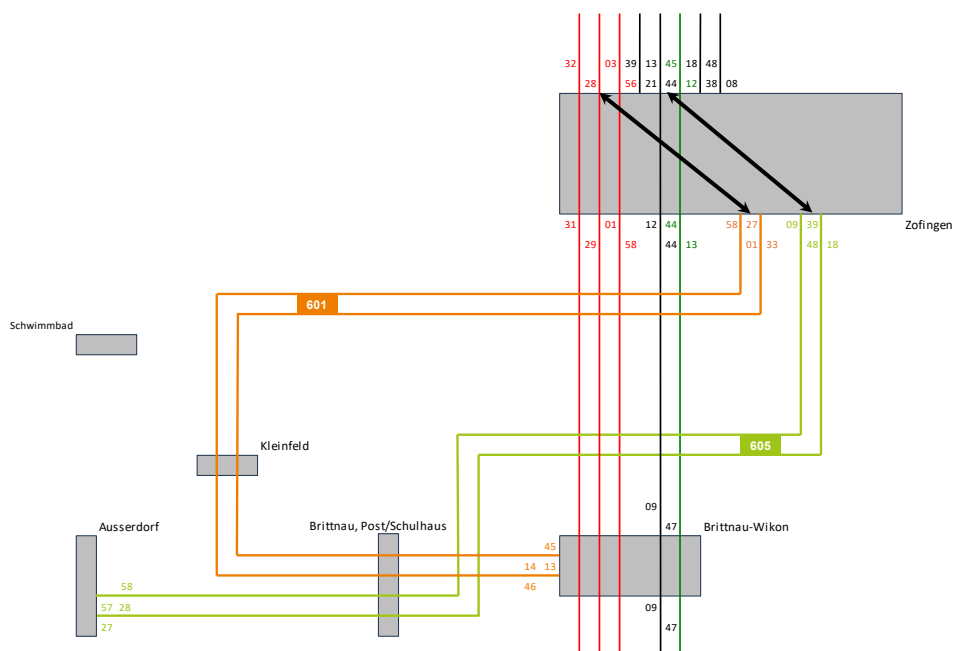 32 03 39 13 45 18 48
28 56 21 44 12 38 08
31 01 12 44 58 27 09 39 Zofingen
29 58 44 13 01 33 48 18
601
Schwimmbad
Kleinfeld
605
09
Ausserdorf Brittnau, Post/Schulhaus 47 Brittnau-Wikon
45
14 13
58 46
57 28 09
27 47